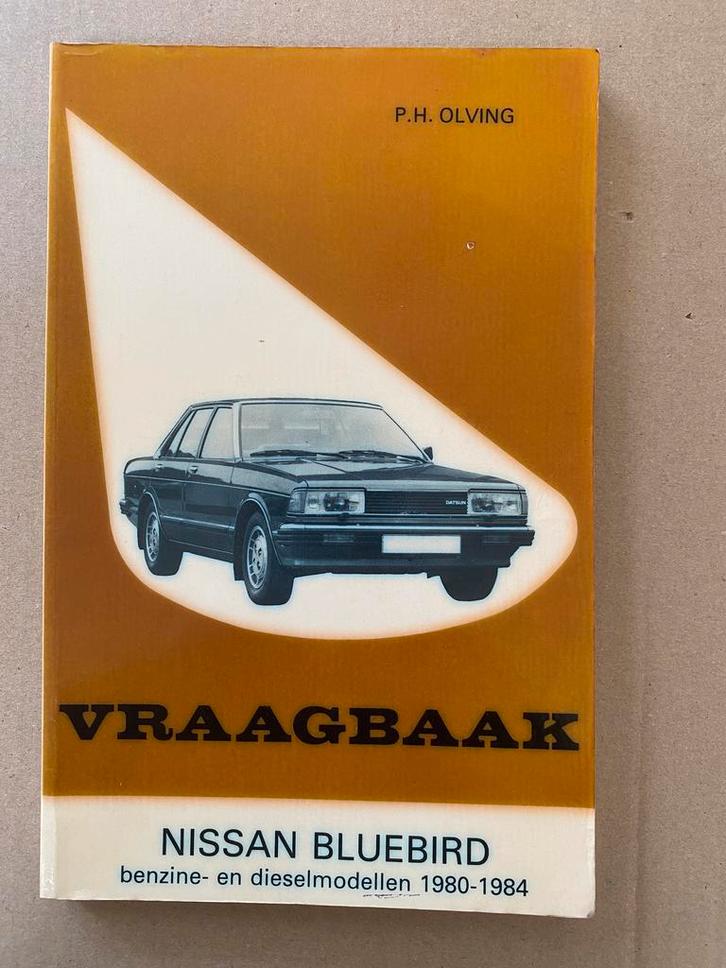 P.H. OLVING
DATSUN
VRAAGBAAK
NISSAN BLUEBIRD
benzine- en dieselmodellen 1980-1984